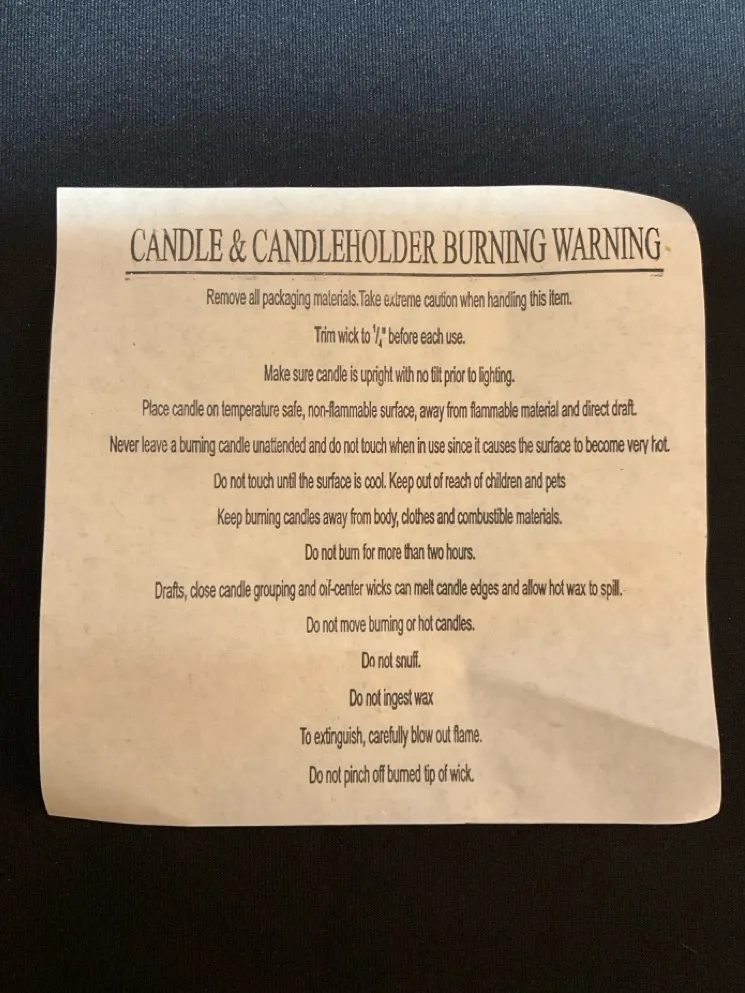 CANDLE & CANDLEHOLDER BURNING WARNING
Remove all packaging materials.Take extreme caution when handling this item.
Trim wick to 1/4" before each use.
Make sure candle is upright with no tilt prior to lighting.
Place candle on temperature safe, non-flammable surface, away from flammable material and direct draft.
Never leave a burning candle unattended and do not touch when in use since it causes the surface to become very hot.
Do not touch until the surface is cool. Keep out of reach of children and pets
Keep burning candles away from body, clothes and combustible materials.
Do not burn for more than two hours.
Drafts, close candle grouping and oif-center wicks can melt candle edges and allow hot wax to spill.
Do not move burning or hot candles.
Do not snuff.
Do not ingest wax
To extinguish, carefully blow out flame.
Do not pinch off burned tip of wick.